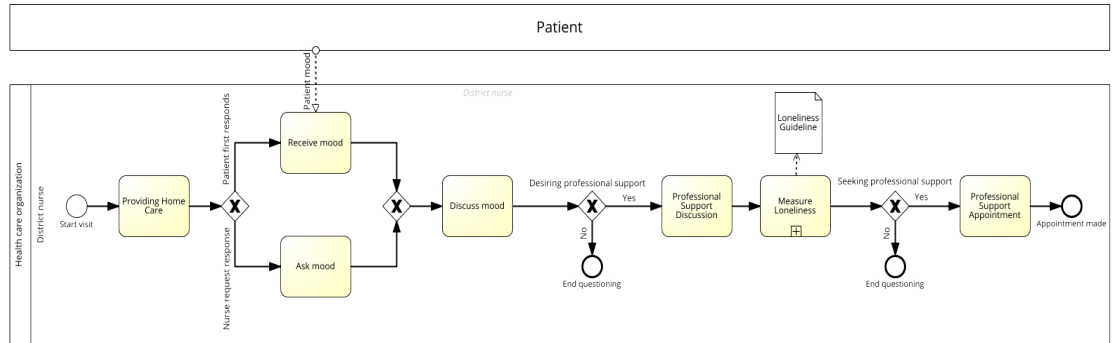 Patient
Patient mood
District nurse
Health care organization
District nurse
Start visit
Providing Home
Care
Patient first responds
Nurse request response
Receive mood
Ask mood
Discuss mood
Desiring professional support
Yes
No
End questioning
Professional
Support
Discussion
Loneliness
Guideline
Measure
Loneliness
Seeking professional support
Yes
No
End questioning
Professional
Support
Appointment
Appointment made